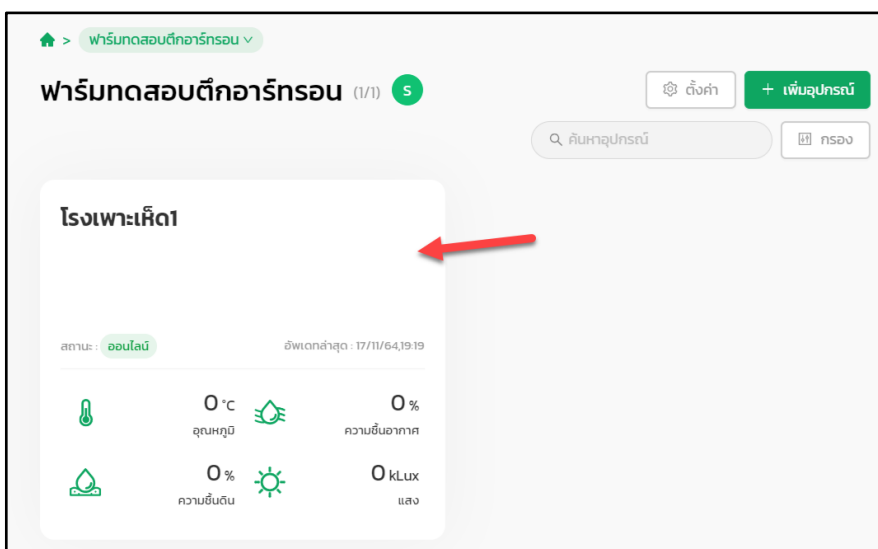 > ฟาร์มทดสอบตึกอาร์ทรอน
ฟาร์มทดสอบตึกอาร์ทรอน (1/1) S
ตั้งค่า
+ เพิ่มอุปกรณ์
ค้นหาอุปกรณ์
กรอง
โรงเพาะเห็ด1
สถานะ : ออนไลน์
อัพเดทล่าสุด : 17/11/64,19:19
0 °C
อุณหภูมิ
0 %
ความชื้นอากาศ
0 %
ความชื้นดิน
0 kLux
แสง